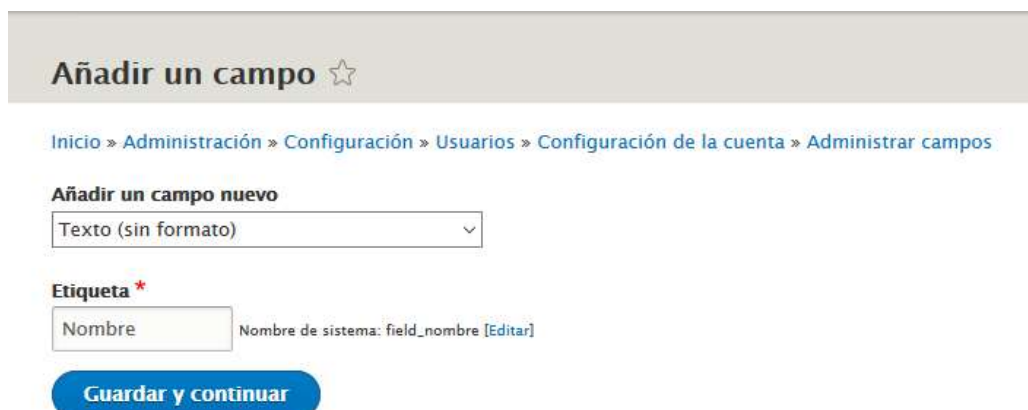 Añadir un campo
Inicio » Administración » Configuración » Usuarios » Configuración de la cuenta » Administrar campos
Añadir un campo nuevo
Texto (sin formato)
Etiqueta *
Nombre Nombre de sistema: field_nombre [Editar]
Guardar y continuar